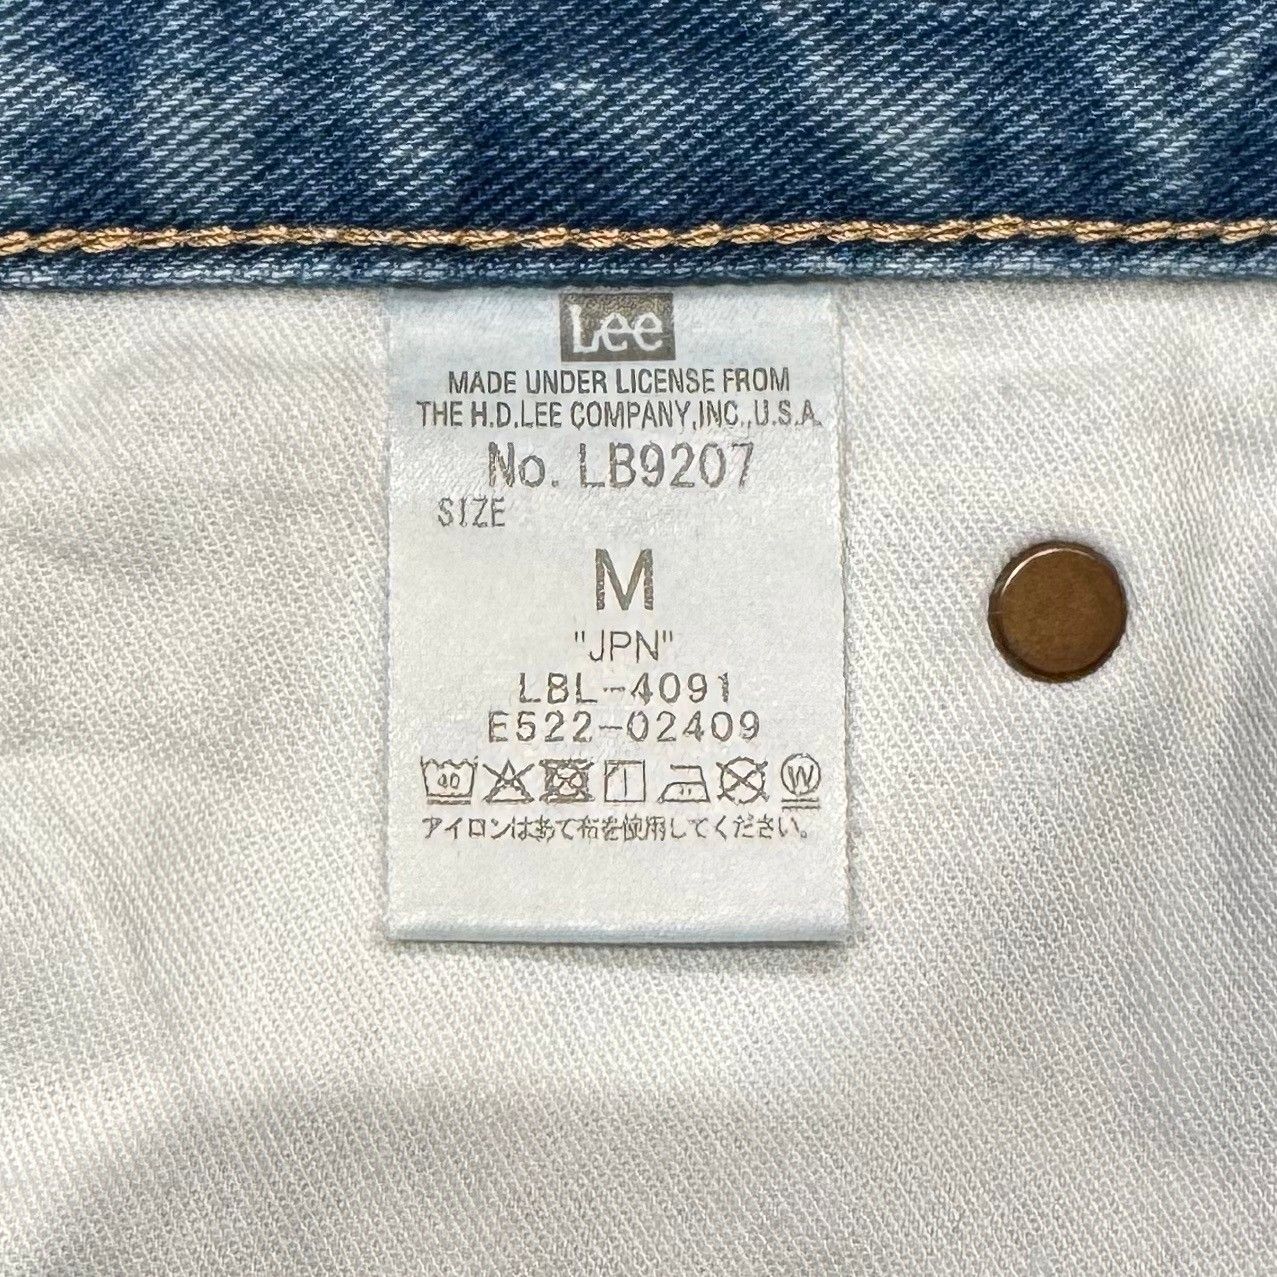 Lee
MADE UNDER LICENSE FROM
THE H.D.LEE COMPANY,INC.,U.S.A.
No. LB9207
SIZE
M
"JPN"
LBL-4091
E522-02409
40 W
アイロンはあて布を使用してください。